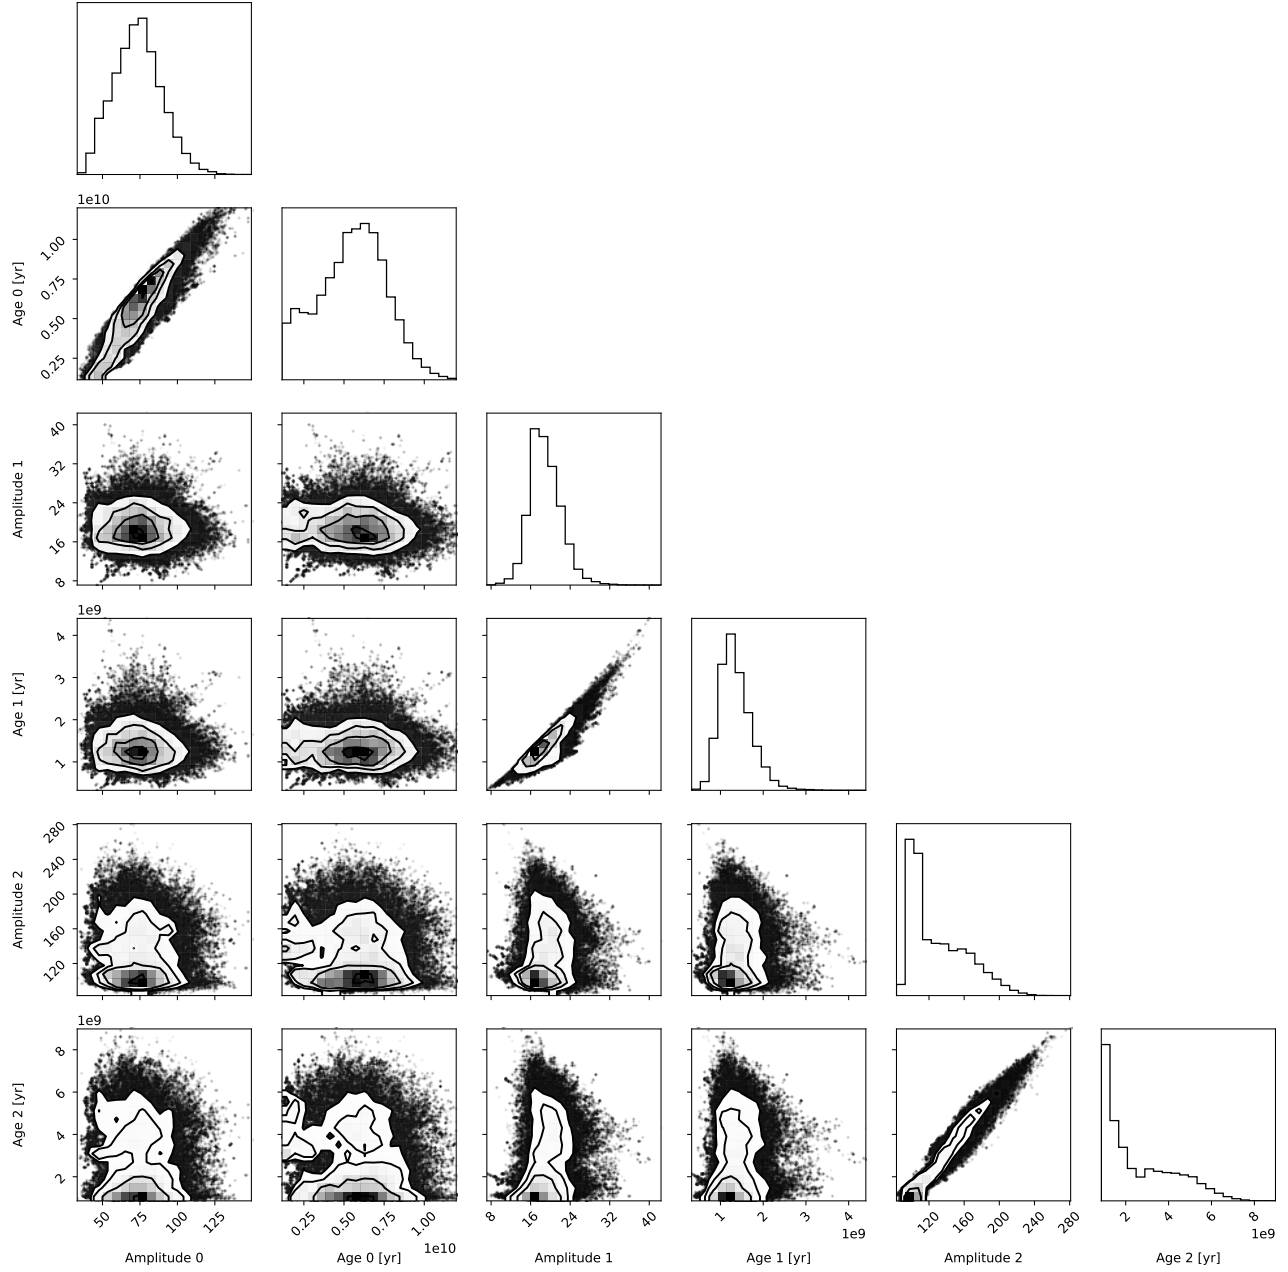 1e10
Age 0 [yr]
1.00
0.75
0.50
0.25
Amplitude 1
40
32
24
16
8
1e9
Age 1 [yr]
4
3
2
1
Amplitude 2
280
240
200
160
120
1e9
Age 2 [yr]
8
6
4
2
50 75 100 125
0.25 0.50 0.75 1.00
8 16 24 32 40
1 2 3 4
120 160 200 240 280
2 4 6 8
1e10 1e9 1e9
Amplitude 0 Age 0 [yr] Amplitude 1 Age 1 [yr] Amplitude 2 Age 2 [yr]